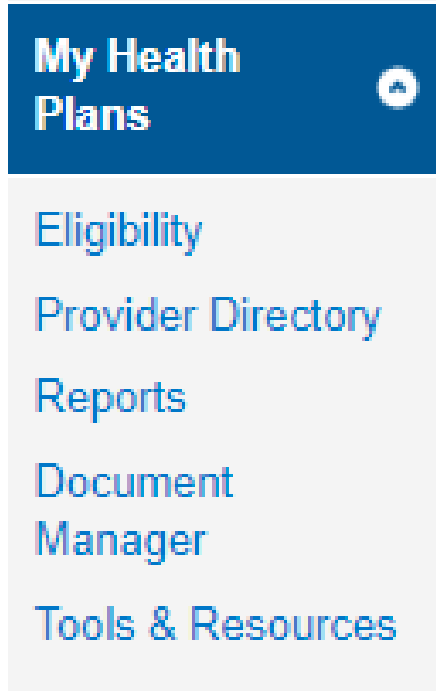 My Health
Plans
Eligibility
Provider Directory
Reports
Document
Manager
Tools & Resources